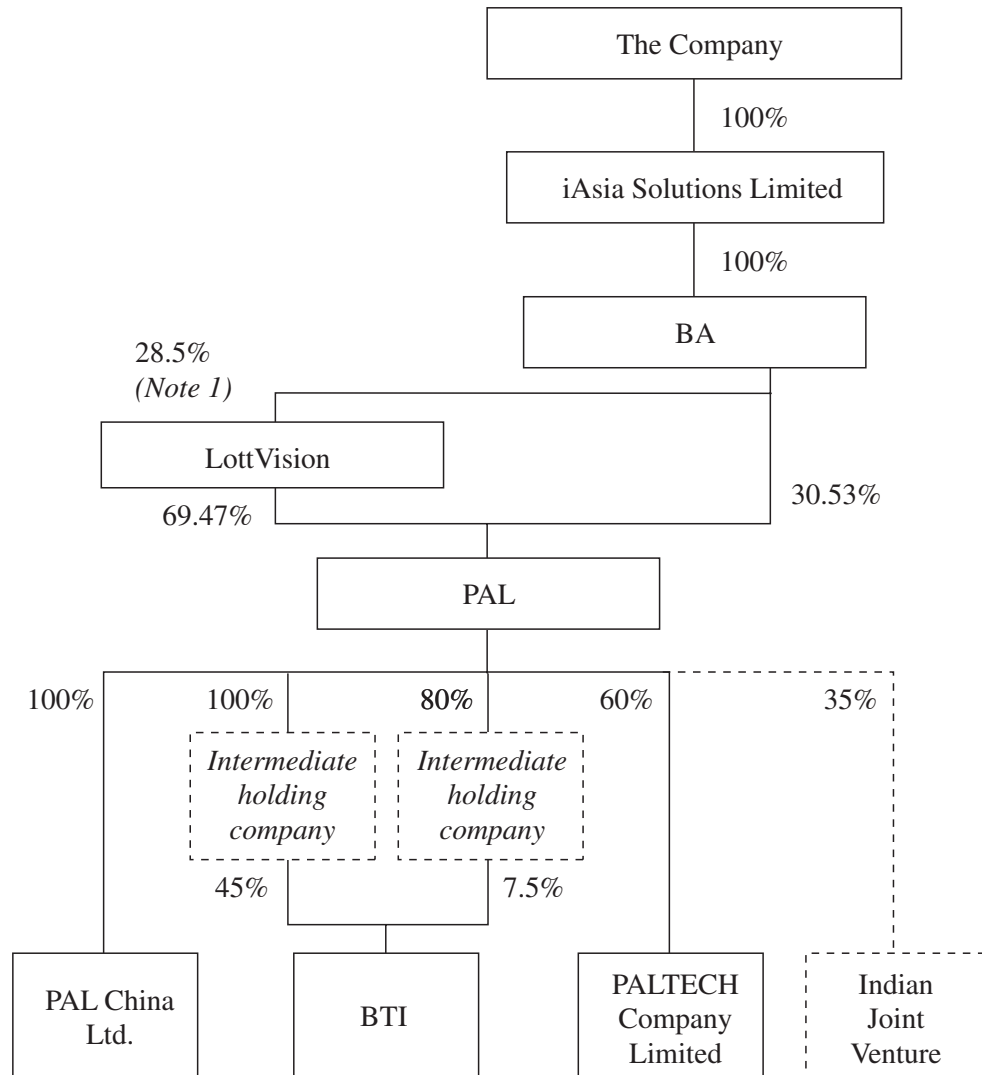 The Company
100%
iAsia Solutions Limited
100%
BA
28.5%
(Note 1)
LottVision
69.47%
30.53%
PAL
100%
100%
80%
60%
35%
Intermediate
holding
company
Intermediate
holding
company
45%
7.5%
PAL China
Ltd.
BTI
PALTECH
Company
Limited
Indian
Joint
Venture